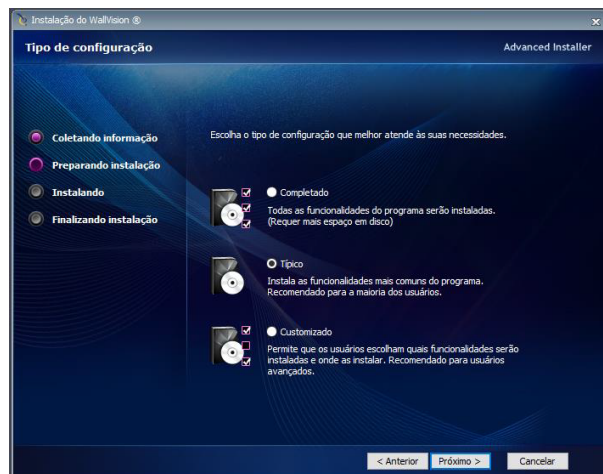 Instalação do WallVision ®
x
Tipo de configuração
Advanced Installer
Coletando informação
Preparando instalação
Instalando
Finalizando instalação
Escolha o tipo de configuração que melhor atende às suas necessidades.
Completado
Todas as funcionalidades do programa serão instaladas.
(Requer mais espaço em disco)
Típico
Instala as funcionalidades mais comuns do programa.
Recomendado para a maioria dos usuários.
Customizado
Permite que os usuários escolham quais funcionalidades serão
instaladas e onde as instalar. Recomendado para usuários
avançados.
< Anterior
Próximo >
Cancelar